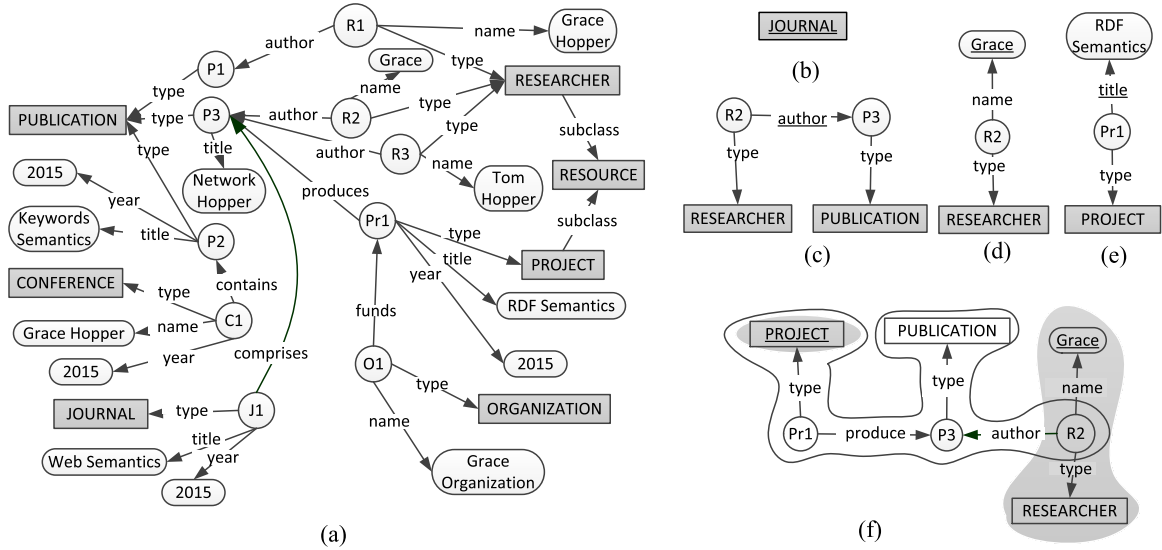 R1
Grace
Hopper
name
author
type
Grace
P1
name
RESEARCHER
type
type
PUBLICATION
type
P3
author
R2
type
subclass
type
title
author
R3
name
RESOURCE
2015
Network
Hopper
produces
Tom
Hopper
year
subclass
Keywords
Semantics
title
P2
Pr1
type
title
year
PROJECT
CONFERENCE
contains
type
RDF Semantics
funds
Grace Hopper
name
C1
year
comprises
2015
O1
2015
type
JOURNAL
type
J1
ORGANIZATION
title
name
Web Semantics
year
2015
Grace
Organization
(a)
JOURNAL
(b)
R2
author
P3
type
type
RESEARCHER
PUBLICATION
(c)
Grace
name
R2
type
RESEARCHER
(d)
RDF
Semantics
title
Pr1
type
PROJECT
(e)
PROJECT
PUBLICATION
Grace
type
type
name
Pr1
produce
P3
author
R2
type
RESEARCHER
(f)